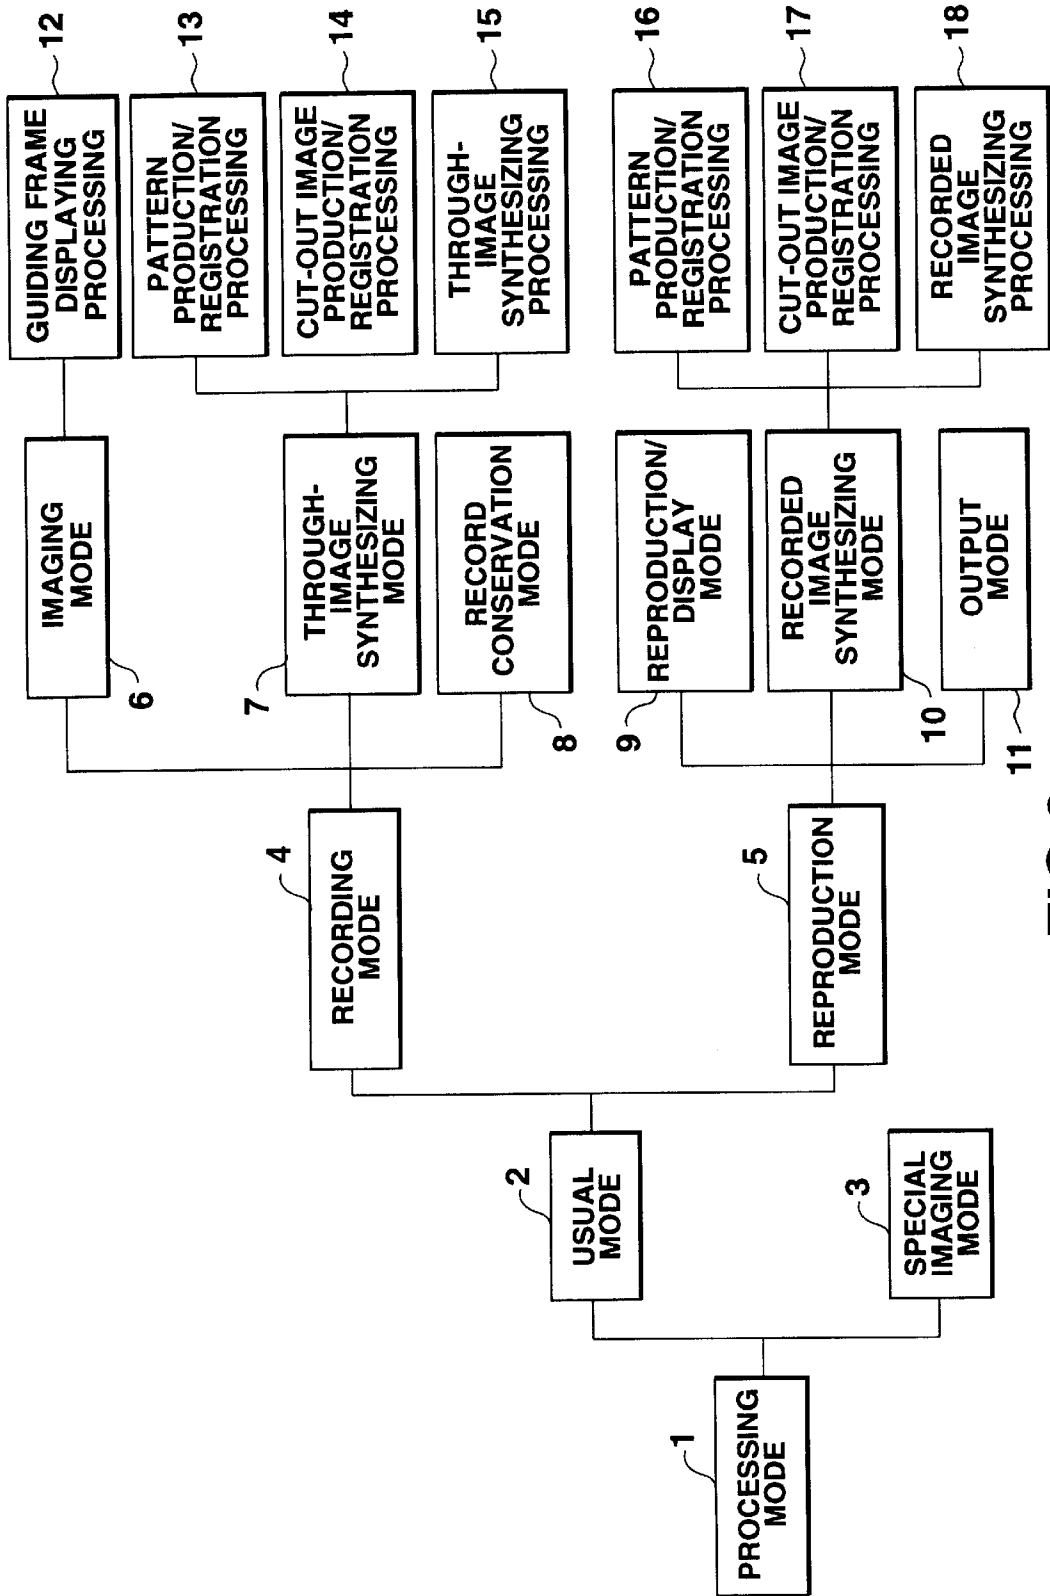 1
PROCESSING
MODE
2
USUAL
MODE
3
SPECIAL
IMAGING
MODE
4
RECORDING
MODE
5
REPRODUCTION
MODE
6
IMAGING
MODE
7
THROUGH-
IMAGE
SYNTHESIZING
MODE
8
RECORD
CONSERVATION
MODE
9
REPRODUCTION/
DISPLAY
MODE
10
RECORDED
IMAGE
SYNTHESIZING
MODE
11
OUTPUT
MODE
12
GUIDING FRAME
DISPLAYING
PROCESSING
13
PATTERN
PRODUCTION/
REGISTRATION
PROCESSING
14
CUT-OUT IMAGE
PRODUCTION/
REGISTRATION
PROCESSING
15
THROUGH-
IMAGE
SYNTHESIZING
PROCESSING
16
PATTERN
PRODUCTION/
REGISTRATION
PROCESSING
17
CUT-OUT IMAGE
PRODUCTION/
REGISTRATION
PROCESSING
18
RECORDED
IMAGE
SYNTHESIZING
PROCESSING